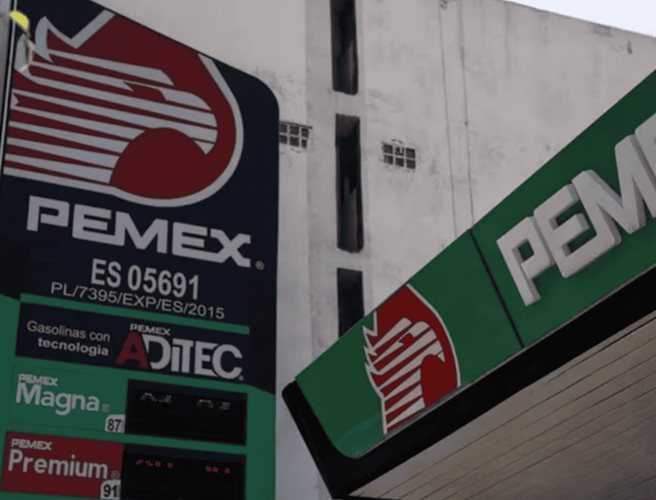 PEMEX®
ES 05691
PL/7395/EXP/ES/2015
Gasolinas con
tecnología
PEMEX
ADiTEC®
PEMEX
Magna
87
PEMEX
Premium
91
PEM